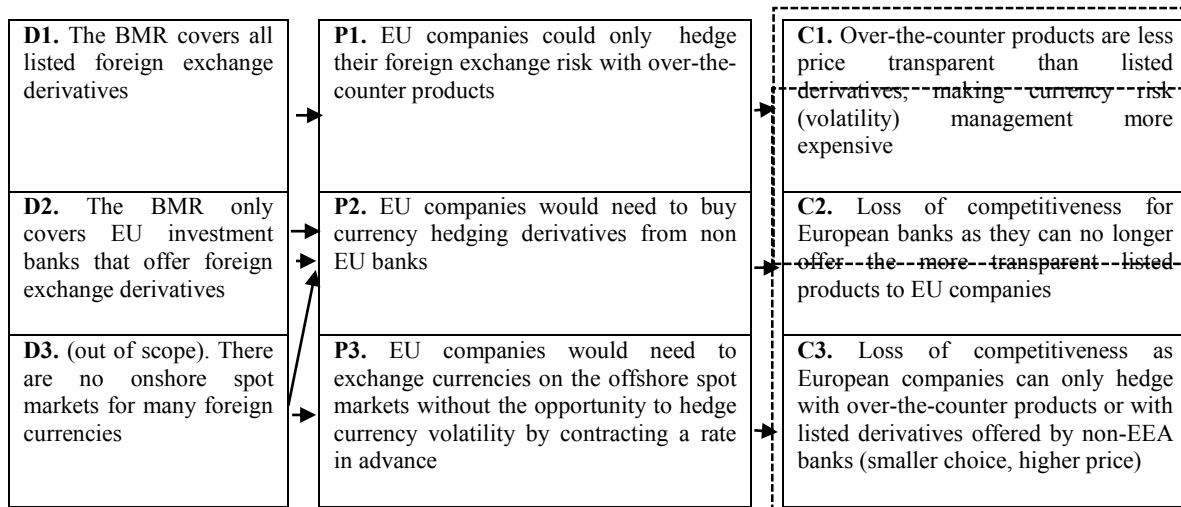 D1. The BMR covers all
listed foreign exchange
derivatives
P1. EU companies could only hedge
their foreign exchange risk with over-the-
counter products
C1. Over-the-counter products are less
price transparent than listed
derivatives, making currency risk
(volatility) management more
expensive
D2. The BMR only
covers EU investment
banks that offer foreign
exchange derivatives
P2. EU companies would need to buy
currency hedging derivatives from non
EU banks
C2. Loss of competitiveness for
European banks as they can no longer
offer the more transparent listed
products to EU companies
D3. (out of scope). There
are no onshore spot
markets for many foreign
currencies
P3. EU companies would need to
exchange currencies on the offshore spot
markets without the opportunity to hedge
currency volatility by contracting a rate
in advance
C3. Loss of competitiveness as
European companies can only hedge
with over-the-counter products or with
listed derivatives offered by non-EEA
banks (smaller choice, higher price)